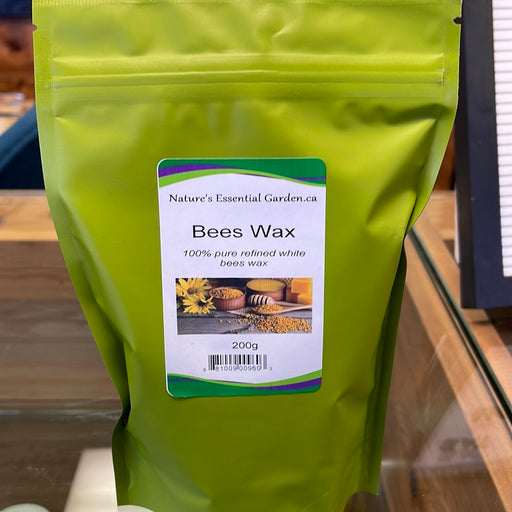 Nature's Essential Garden.ca
Bees Wax
100% pure refined white
bees wax
200g